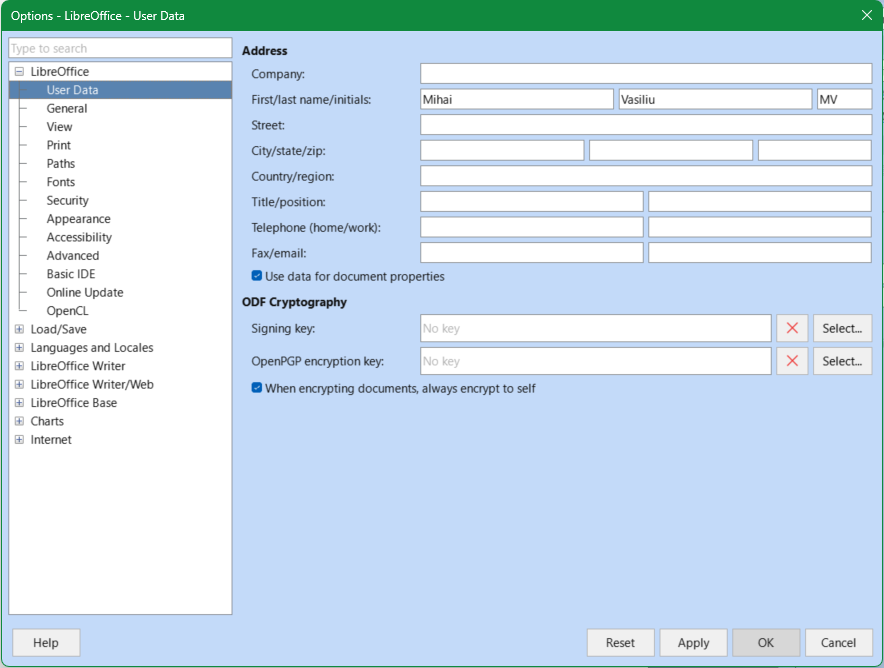 Options - LibreOffice - User Data
Type to search
LibreOffice
User Data
General
View
Print
Paths
Fonts
Security
Appearance
Accessibility
Advanced
Basic IDE
Online Update
OpenCL
Load/Save
Languages and Locales
LibreOffice Writer
LibreOffice Writer/Web
LibreOffice Base
Charts
Internet
Address
Company:
First/last name/initials: Mihai Vasiliu MV
Street:
City/state/zip:
Country/region:
Title/position:
Telephone (home/work):
Fax/email:
Use data for document properties
ODF Cryptography
Signing key: No key Select...
OpenPGP encryption key: No key Select...
When encrypting documents, always encrypt to self
Help Reset Apply OK Cancel